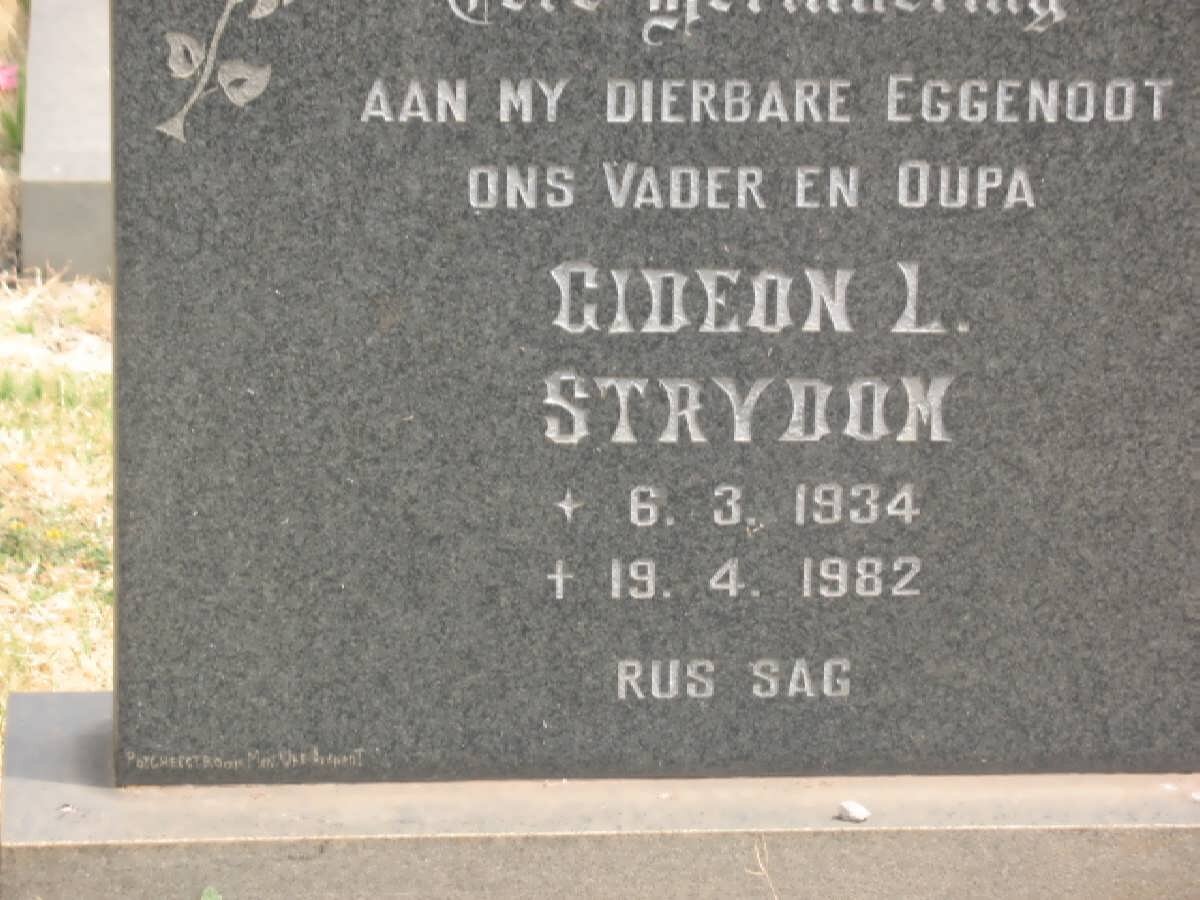 AAN MY DIERBARE EGGENOOT
ONS VADER EN OUPA
GIDEON L.
STRYDOM
6. 3. 1934
† 19. 4. 1982
RUS SAG